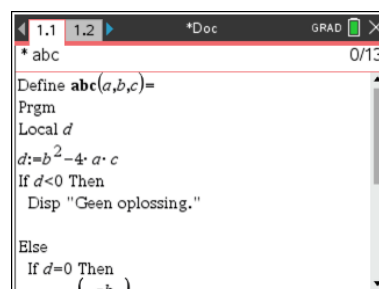 1.1 1.2 *Doc GRAD
* abc 0/13
Define abc(a,b,c)=
Prgm
Local d
d:=b²−4· a· c
If d<0 Then
Disp "Geen oplossing."
Else
If d=0 Then